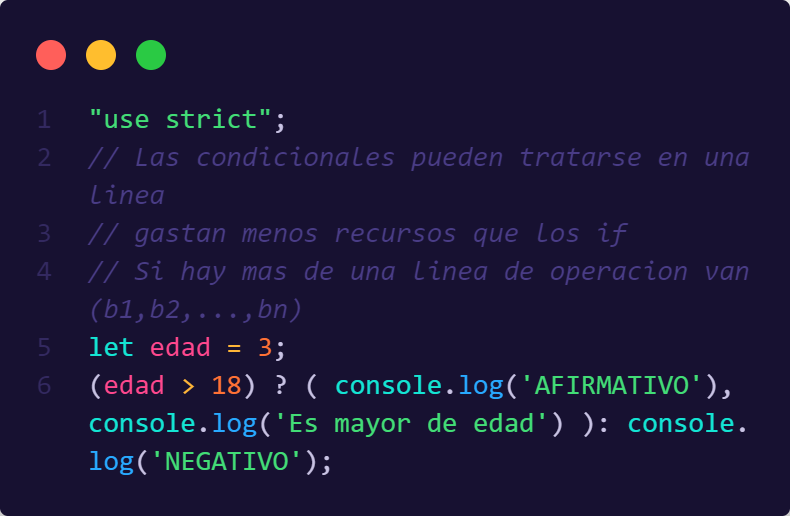 1 "use strict";
2 // Las condicionales pueden tratarse en una
linea
3 // gastan menos recursos que los if
4 // Si hay mas de una linea de operacion van
(b1,b2,...,bn)
5 let edad = 3;
6 (edad > 18) ? ( console.log('AFIRMATIVO'),
console.log('Es mayor de edad') ): console.
log('NEGATIVO');